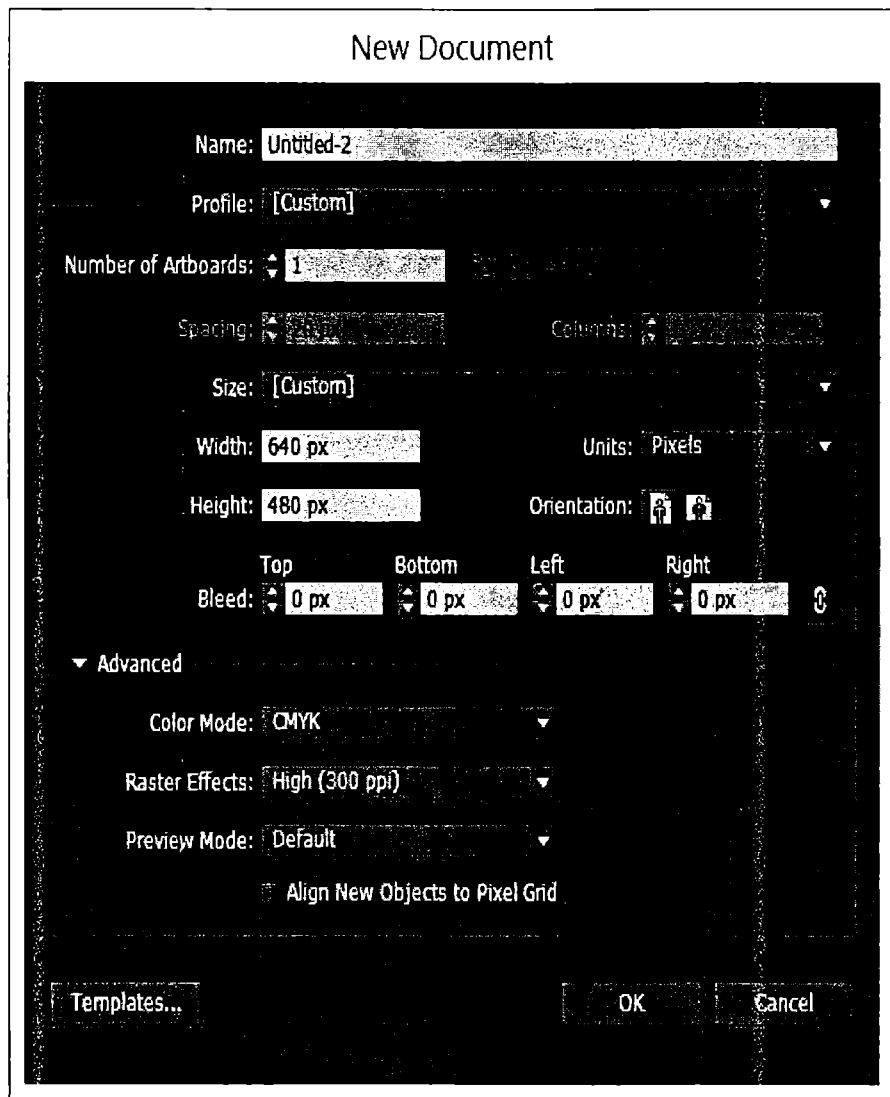 New Document
Name: Untitled-2
Profile: [Custom]
Number of Artboards: 1
Spacing: Columns:
Size: [Custom]
Width: 640 px Units: Pixels
Height: 480 px Orientation:
Top Bottom Left Right
Bleed: 0 px 0 px 0 px 0 px
Advanced
Color Mode: CMYK
Raster Effects: High (300 ppi)
Preview Mode: Default
Align New Objects to Pixel Grid
Templates... OK Cancel